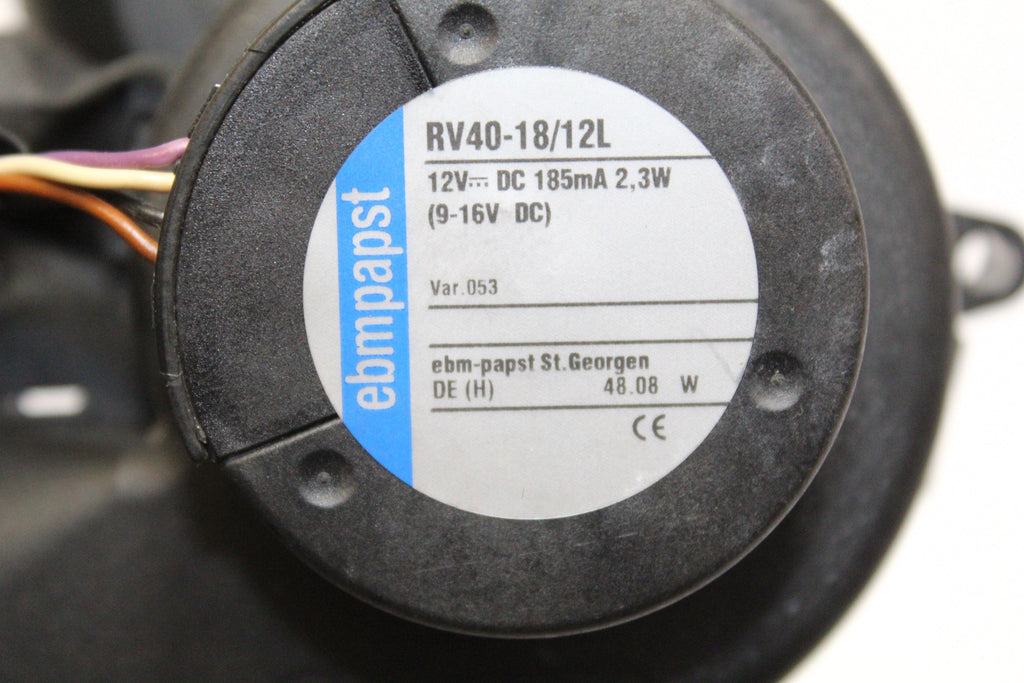 ebmpapst
RV40-18/12L
12V⎓ DC 185mA 2,3W
(9-16V DC)
Var.053
ebm-papst St.Georgen
DE (H) 48.08 W
CE